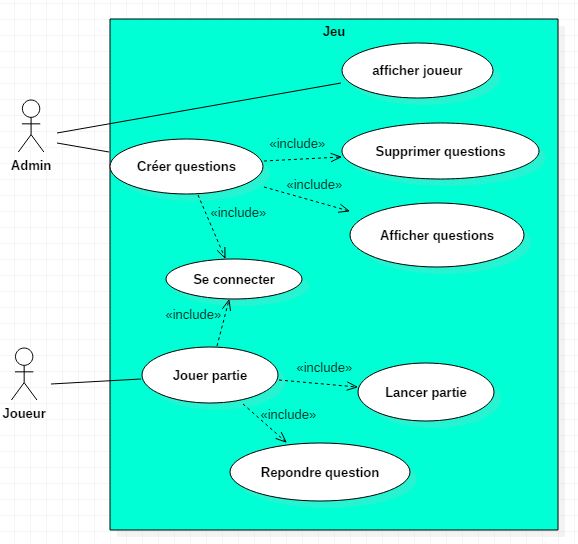 Jeu
afficher joueur
Admin
«include»
Supprimer questions
Créer questions
«include»
«include»
Afficher questions
Se connecter
«include»
Jouer partie
«include»
Lancer partie
Joueur
«include»
Repondre question